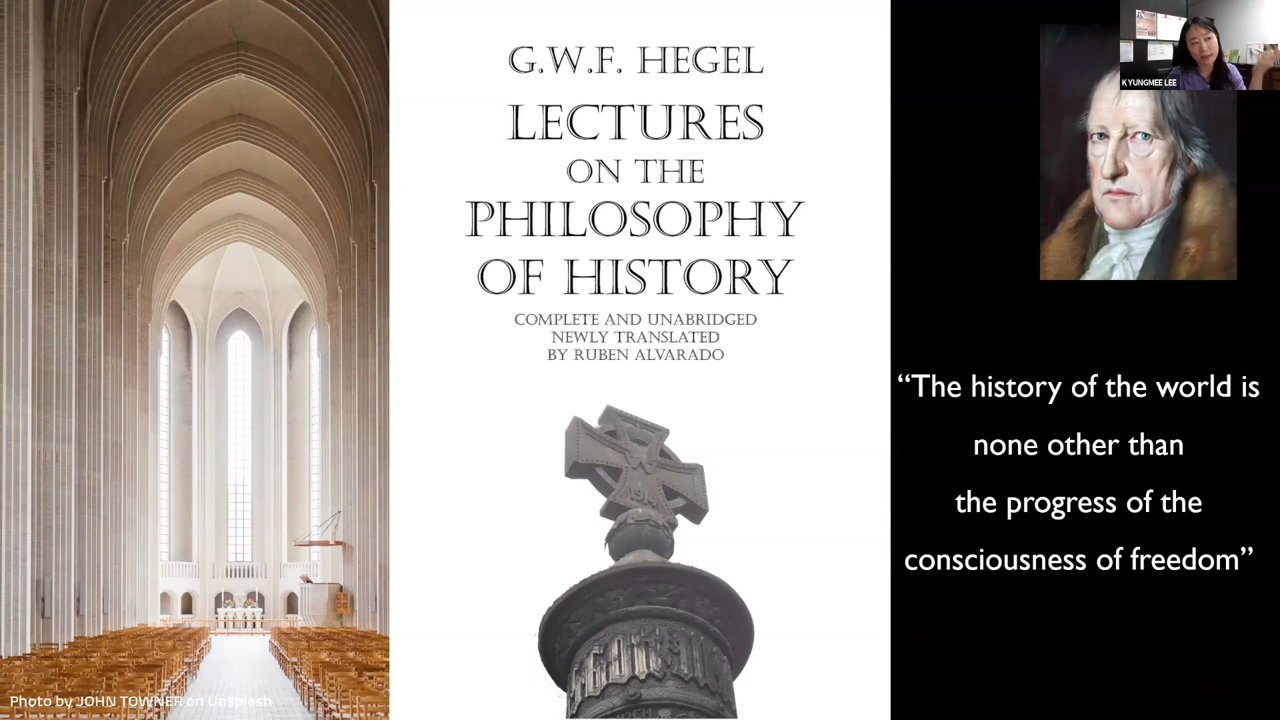 G.W.F. HEGEL
LECTURES
ON THE
PHILOSOPHY
OF HISTORY
COMPLETE AND UNABRIDGED
NEWLY TRANSLATED
BY RUBEN ALVARADO
1914
Photo by JOHN TOWNER on Unsplash
KYUNGMEE LEE
“The history of the world is
none other than
the progress of the
consciousness of freedom”